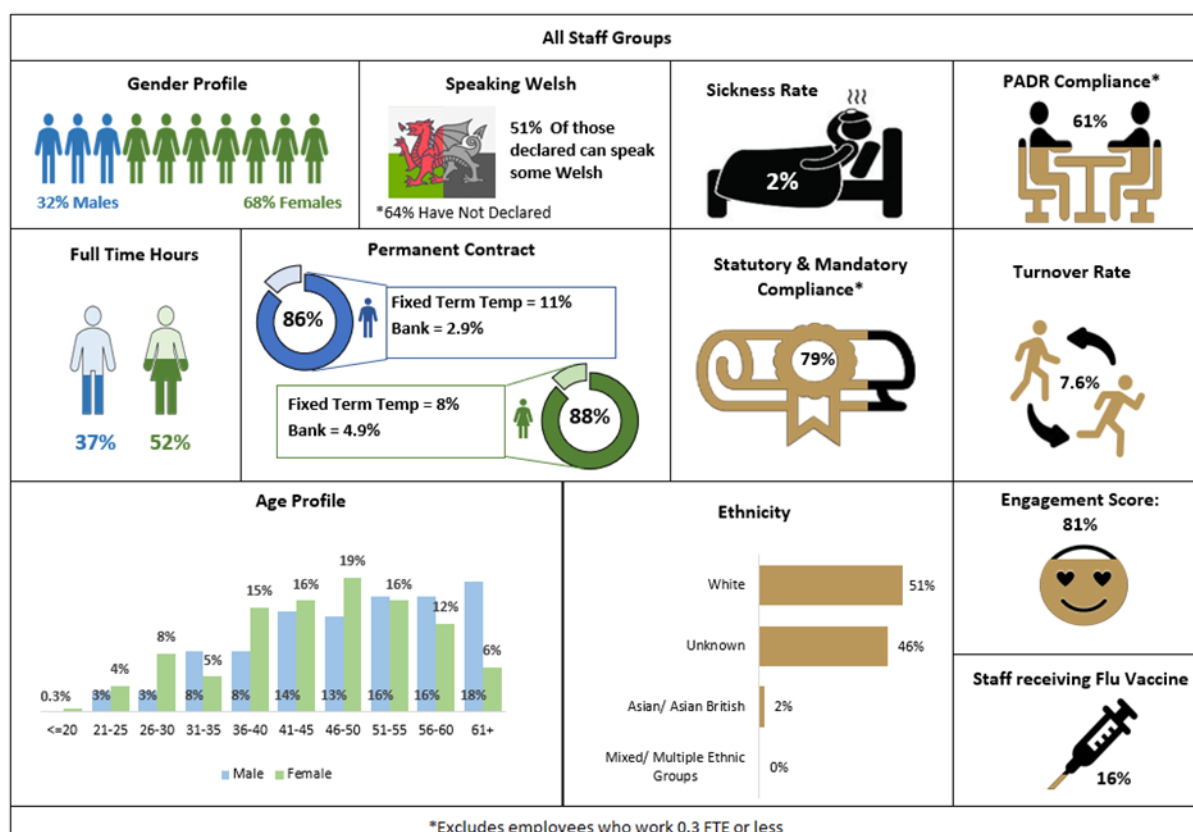 All Staff Groups
Gender Profile
32% Males
68% Females
Speaking Welsh
51% Of those
declared can speak
some Welsh
*64% Have Not Declared
Sickness Rate
2%
PADR Compliance*
61%
Full Time Hours
37%
52%
Permanent Contract
86%
Fixed Term Temp = 11%
Bank = 2.9%
Fixed Term Temp = 8%
Bank = 4.9%
88%
Statutory & Mandatory
Compliance*
79%
Turnover Rate
7.6%
Age Profile
0.3%
3%
4%
3%
8%
8%
5%
8%
15%
14%
16%
13%
19%
16%
16%
16%
12%
18%
6%
<=20
21-25
26-30
31-35
36-40
41-45
46-50
51-55
56-60
61+
Male
Female
Ethnicity
White
51%
Unknown
46%
Asian/ Asian British
2%
Mixed/ Multiple Ethnic
Groups
0%
Engagement Score:
81%
Staff receiving Flu Vaccine
16%
*Excludes employees who work 0.3 FTE or less